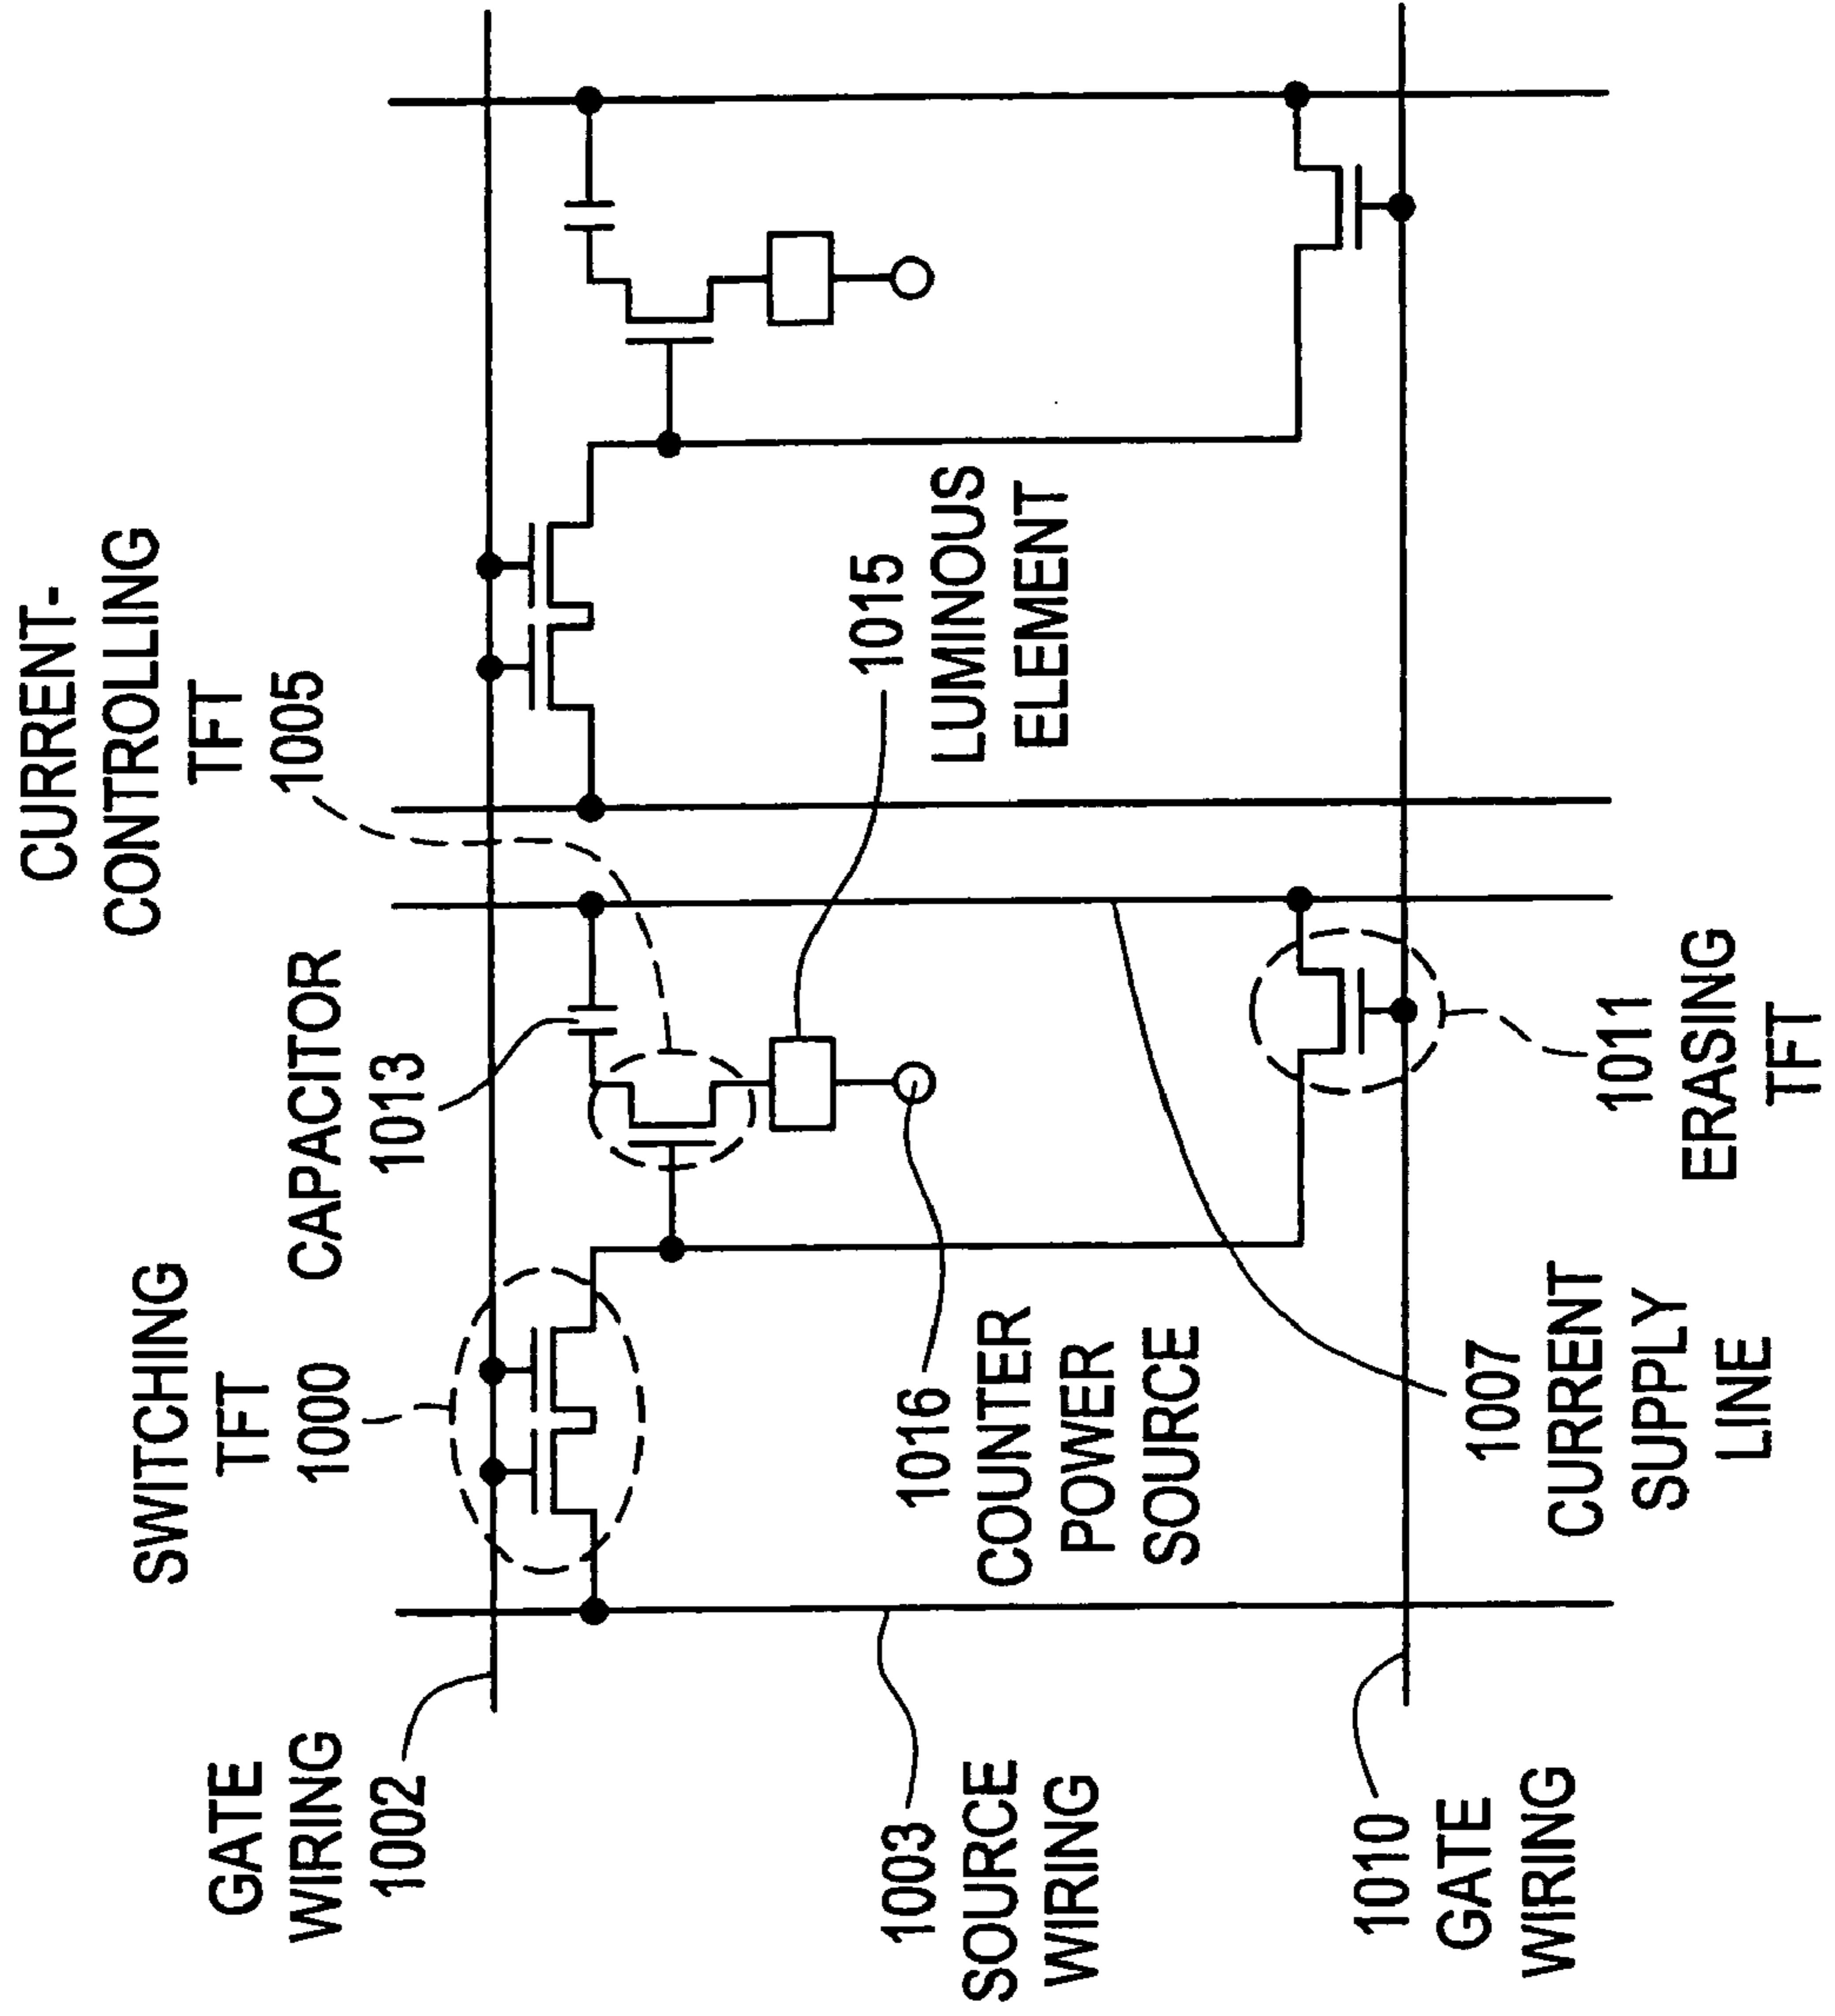 CURRENT-
CONTROLLING
TFT
1005
SWITCHING
TFT
1000
CAPACITOR
1013
GATE
WIRING
1002
1015
LUMINOUS
ELEMENT
1016
COUNTER
POWER
SOURCE
1003
SOURCE
WIRING
1010
GATE
WIRING
1007
CURRENT
SUPPLY
LINE
1011
ERASING
TFT